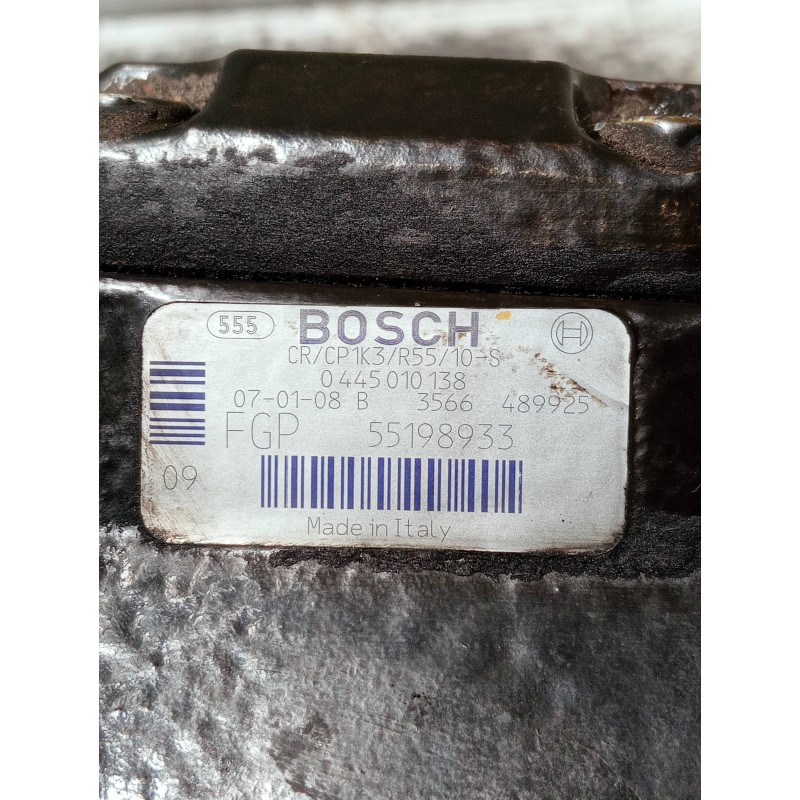 555 BOSCH
CR/CP1K3/R55/10-S
0 445 010 138
07-01-08 B 3566 489925
FGP 55198933
09
Made in Italy